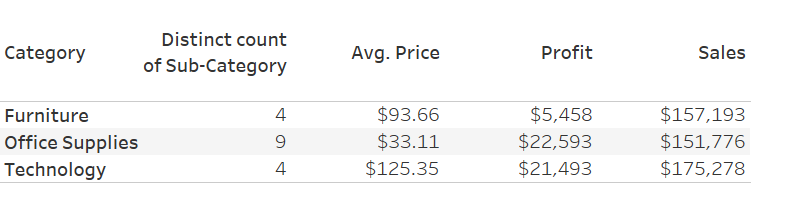 Category Distinct count of Sub-Category Avg. Price Profit Sales
Furniture 4 $93.66 $5,458 $157,193
Office Supplies 9 $33.11 $22,593 $151,776
Technology 4 $125.35 $21,493 $175,278